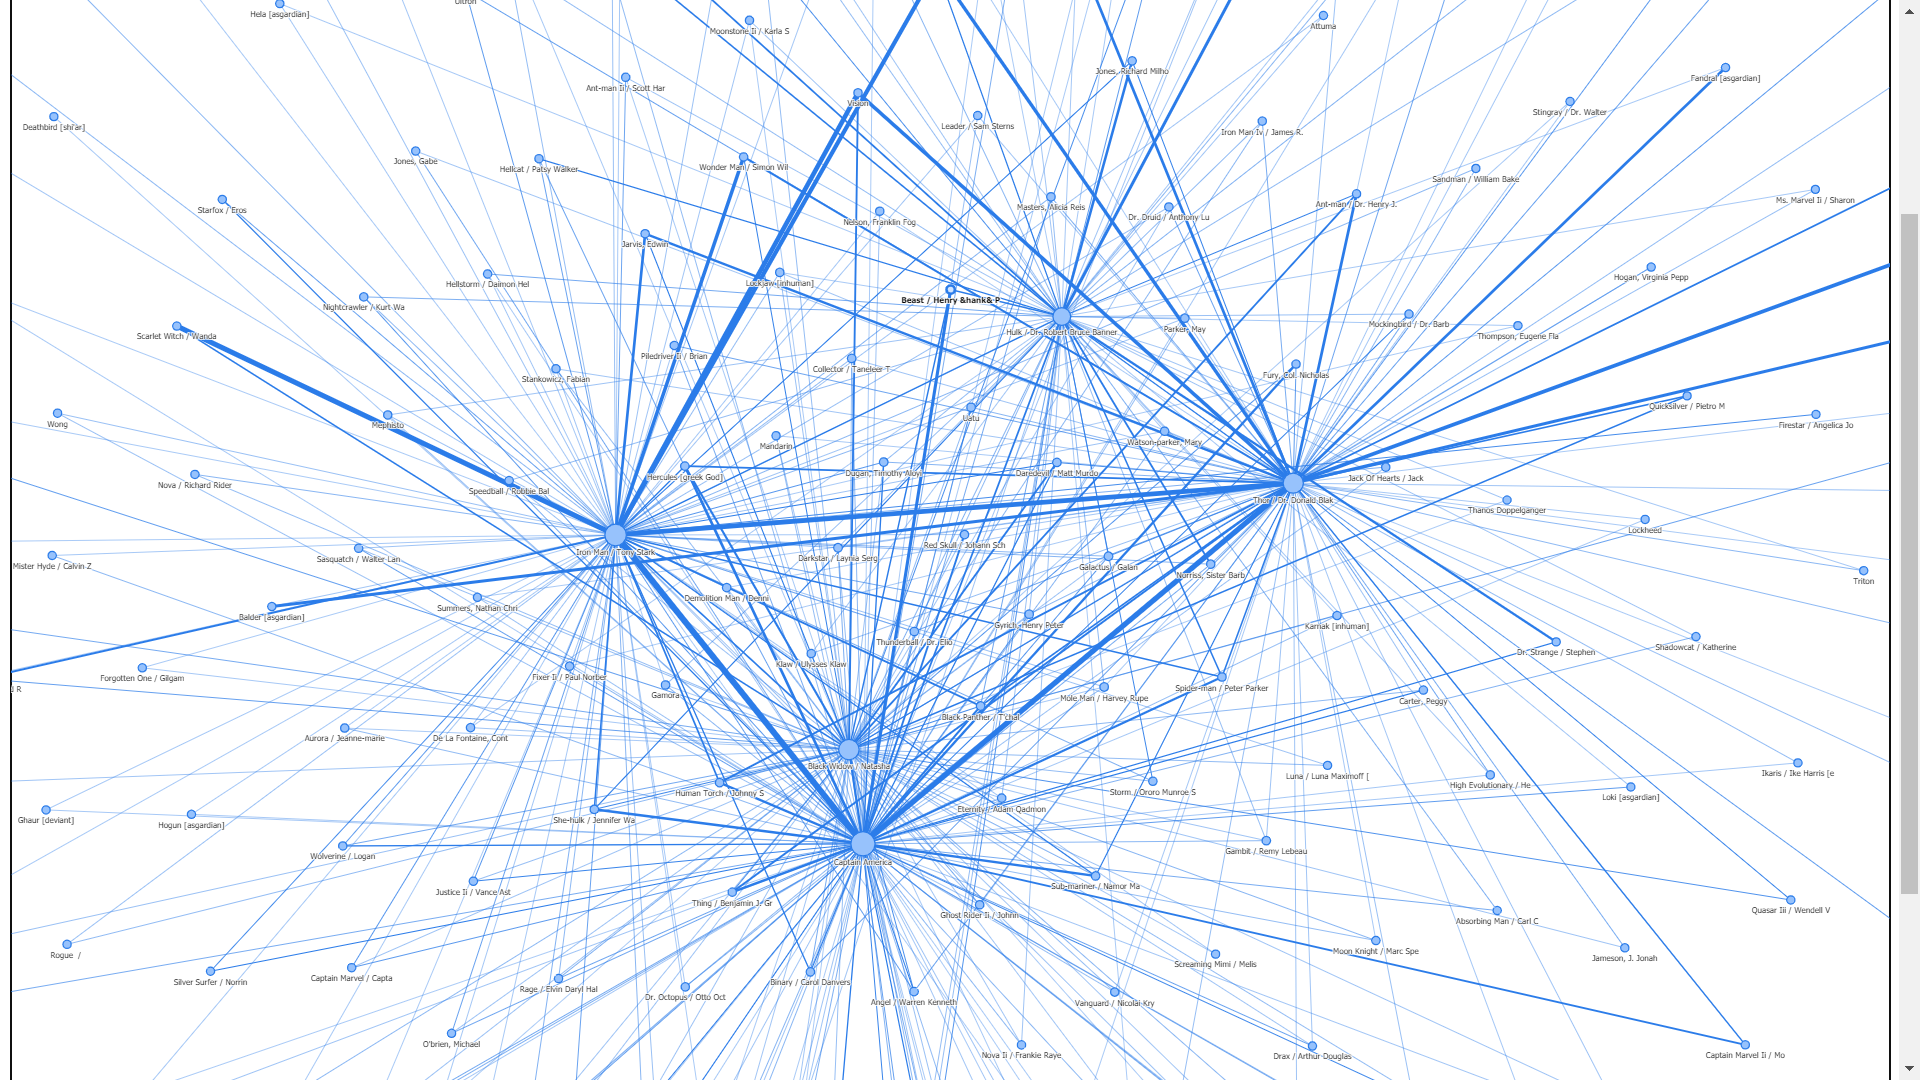 Hela [asgardian]
Ultron
Moonstone Ii / Karla S
Attuma
Jones, Richard Milho
Fandral [asgardian]
Ant-man Ii / Scott Har
Vision
Stingray / Dr. Walter
Deathbird [shi'ar]
Leader / Sam Sterns
Iron Man Iv / James R.
Jones, Gabe
Hellcat / Patsy Walker
Wonder Man / Simon Wil
Sandman / William Bake
Ms. Marvel Ii / Sharon
Starfox / Eros
Nelson, Franklin Fog
Masters, Alicia Reis
Dr. Druid / Anthony Lu
Ant-man / Dr. Henry J.
Jarvis, Edwin
Hellstorm / Daimon Hel
Lockjaw [inhuman]
Hogan, Virginia Pepp
Nightcrawler / Kurt Wa
Beast / Henry &hank& P
Scarlet Witch / Wanda
Hulk / Dr. Robert Bruce Banner
Parker, May
Mockingbird / Dr. Barb
Thompson, Eugene Fla
Piledriver Ii / Brian
Stankowicz, Fabian
Collector / Taneleer T
Fury, Col. Nicholas
Quicksilver / Pietro M
Wong
Mephisto
Uatu
Firestar / Angelica Jo
Mandarin
Watson-parker, Mary
Nova / Richard Rider
Speedball / Robbie Bal
Hercules [greek God]
Dugan, Timothy Aloyi
Daredevil / Matt Murdo
Jack Of Hearts / Jack
Thor / Dr. Donald Blak
Thanos Doppelganger
Lockheed
Mister Hyde / Calvin Z
Sasquatch / Walter Lan
Iron Man / Tony Stark
Darkstar / Laynia Serg
Red Skull / Johann Sch
Galactus / Galan
Norriss, Sister Barb
Triton
Balder [asgardian]
Summers, Nathan Chri
Demolition Man / Denni
Gyrich, Henry Peter
Karnak [inhuman]
Thunderball / Dr. Elio
Dr. Strange / Stephen
Shadowcat / Katherine
Forgotten One / Gilgam
Fixer Ii / Paul Norber
Klaw / Ulysses Klaw
J R
Gamora
Mole Man / Harvey Rupe
Spider-man / Peter Parker
Carter, Peggy
Black Panther / T'chal
Aurora / Jeanne-marie
De La Fontaine, Cont
Black Widow / Natasha
Luna / Luna Maximoff [
Ikaris / Ike Harris [e
Human Torch / Johnny S
Storm / Ororo Munroe S
High Evolutionary / He
Loki [asgardian]
Ghaur [deviant]
Hogun [asgardian]
She-hulk / Jennifer Wa
Eternity / Adam Qadmon
Wolverine / Logan
Captain America
Gambit / Remy Lebeau
Justice Ii / Vance Ast
Sub-mariner / Namor Ma
Thing / Benjamin J. Gr
Ghost Rider Ii / Johnn
Absorbing Man / Carl C
Quasar Iii / Wendell V
Rogue /
Moon Knight / Marc Spe
Jameson, J. Jonah
Silver Surfer / Norrin
Captain Marvel / Capta
Screaming Mimi / Melis
Rage / Elvin Daryl Hal
Dr. Octopus / Otto Oct
Binary / Carol Danvers
Angel / Warren Kenneth
Vanguard / Nicolai Kry
O'brien, Michael
Nova Ii / Frankie Raye
Drax / Arthur Douglas
Captain Marvel Ii / Mo